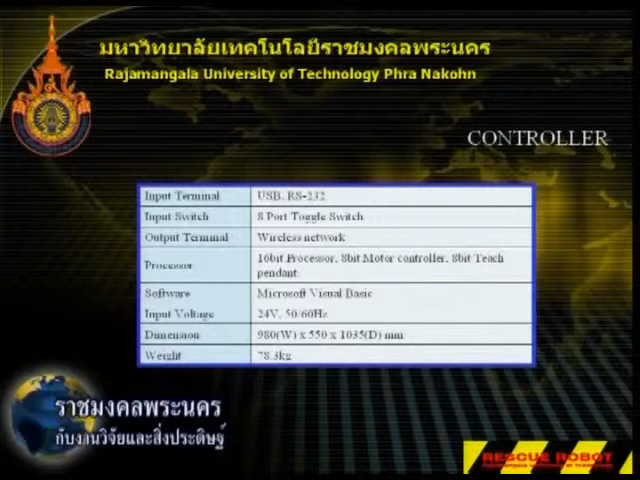 มหาวิทยาลัยเทคโนโลยีราชมงคลพระนคร
Rajamangala University of Technology Phra Nakohn
CONTROLLER
Input Terminal USB, RS-232
Input Switch 8 Port Toggle Switch
Output Terminal Wireless network
Processor 16bit Processor, 8bit Motor controller, 8bit Teach
pendant.
Software Microsoft Visual Basic
Input Voltage 24V, 50/60Hz
Dimension 980(W) x 550 x 1035(D) mm
Weight 78.3kg
ราชมงคลพระนคร
กับงานวิจัยและสิ่งประดิษฐ์
RESCUE ROBOT